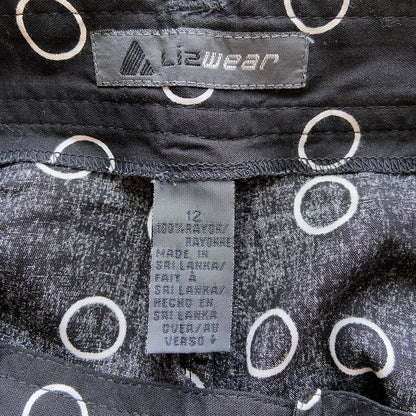 Lizwear
12
100% RAYON/
RAYONNE
MADE IN
SRI LANKA/
FAIT À
SRI LANKA/
HECHO EN
SRI LANKA
OVER/AU
VERSO